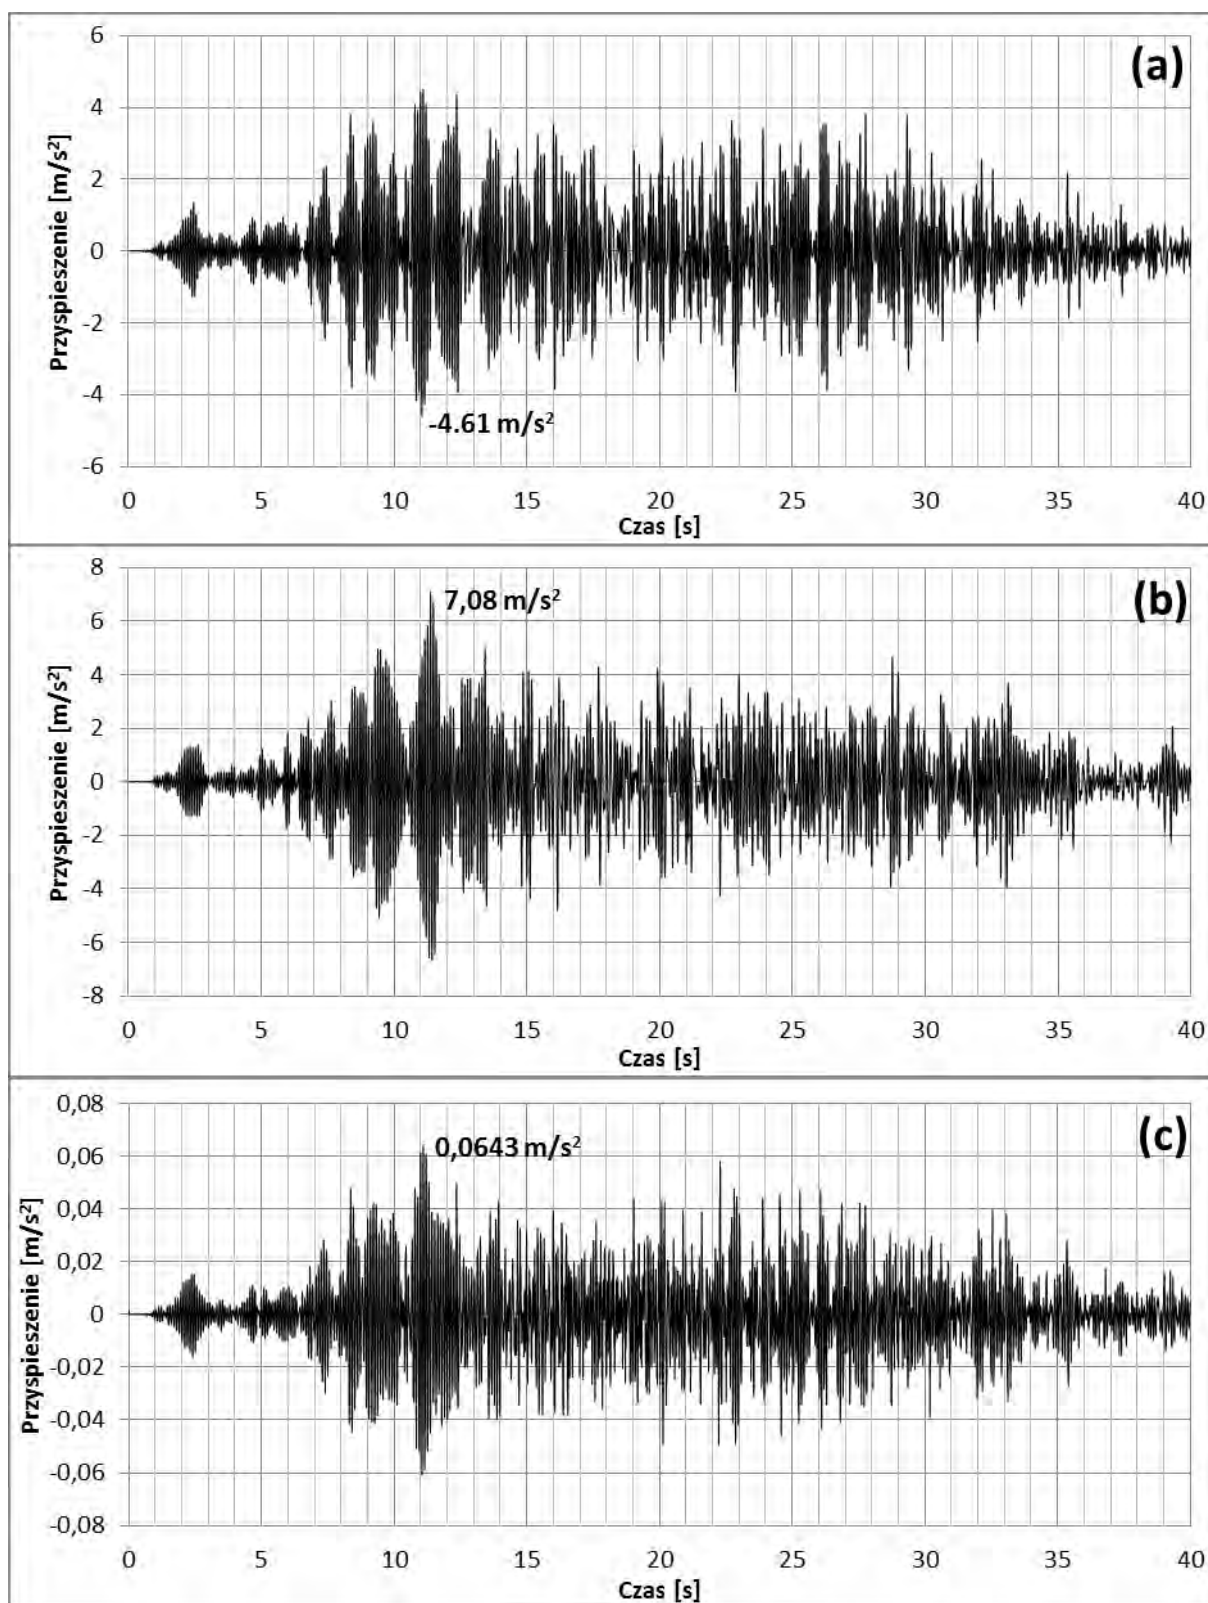 (a)
Przyspieszenie [m/s²]
6
4
2
0
-2
-4
-6
-4.61 m/s²
0 5 10 15 20 25 30 35 40
Czas [s]
(b)
Przyspieszenie [m/s²]
8
6
4
2
0
-2
-4
-6
-8
7,08 m/s²
0 5 10 15 20 25 30 35 40
Czas [s]
(c)
Przyspieszenie [m/s²]
0,08
0,06
0,04
0,02
0
-0,02
-0,04
-0,06
-0,08
0,0643 m/s²
0 5 10 15 20 25 30 35 40
Czas [s]